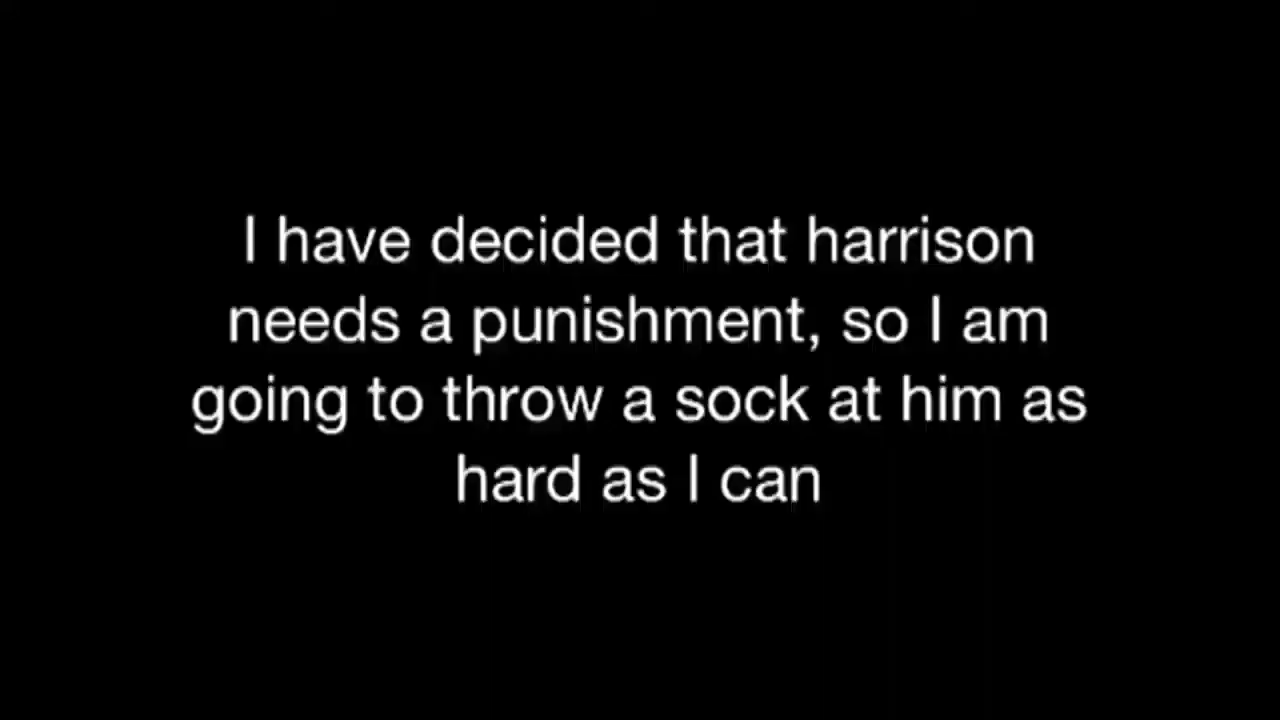 I have decided that harrison
needs a punishment, so I am
going to throw a sock at him as
hard as I can